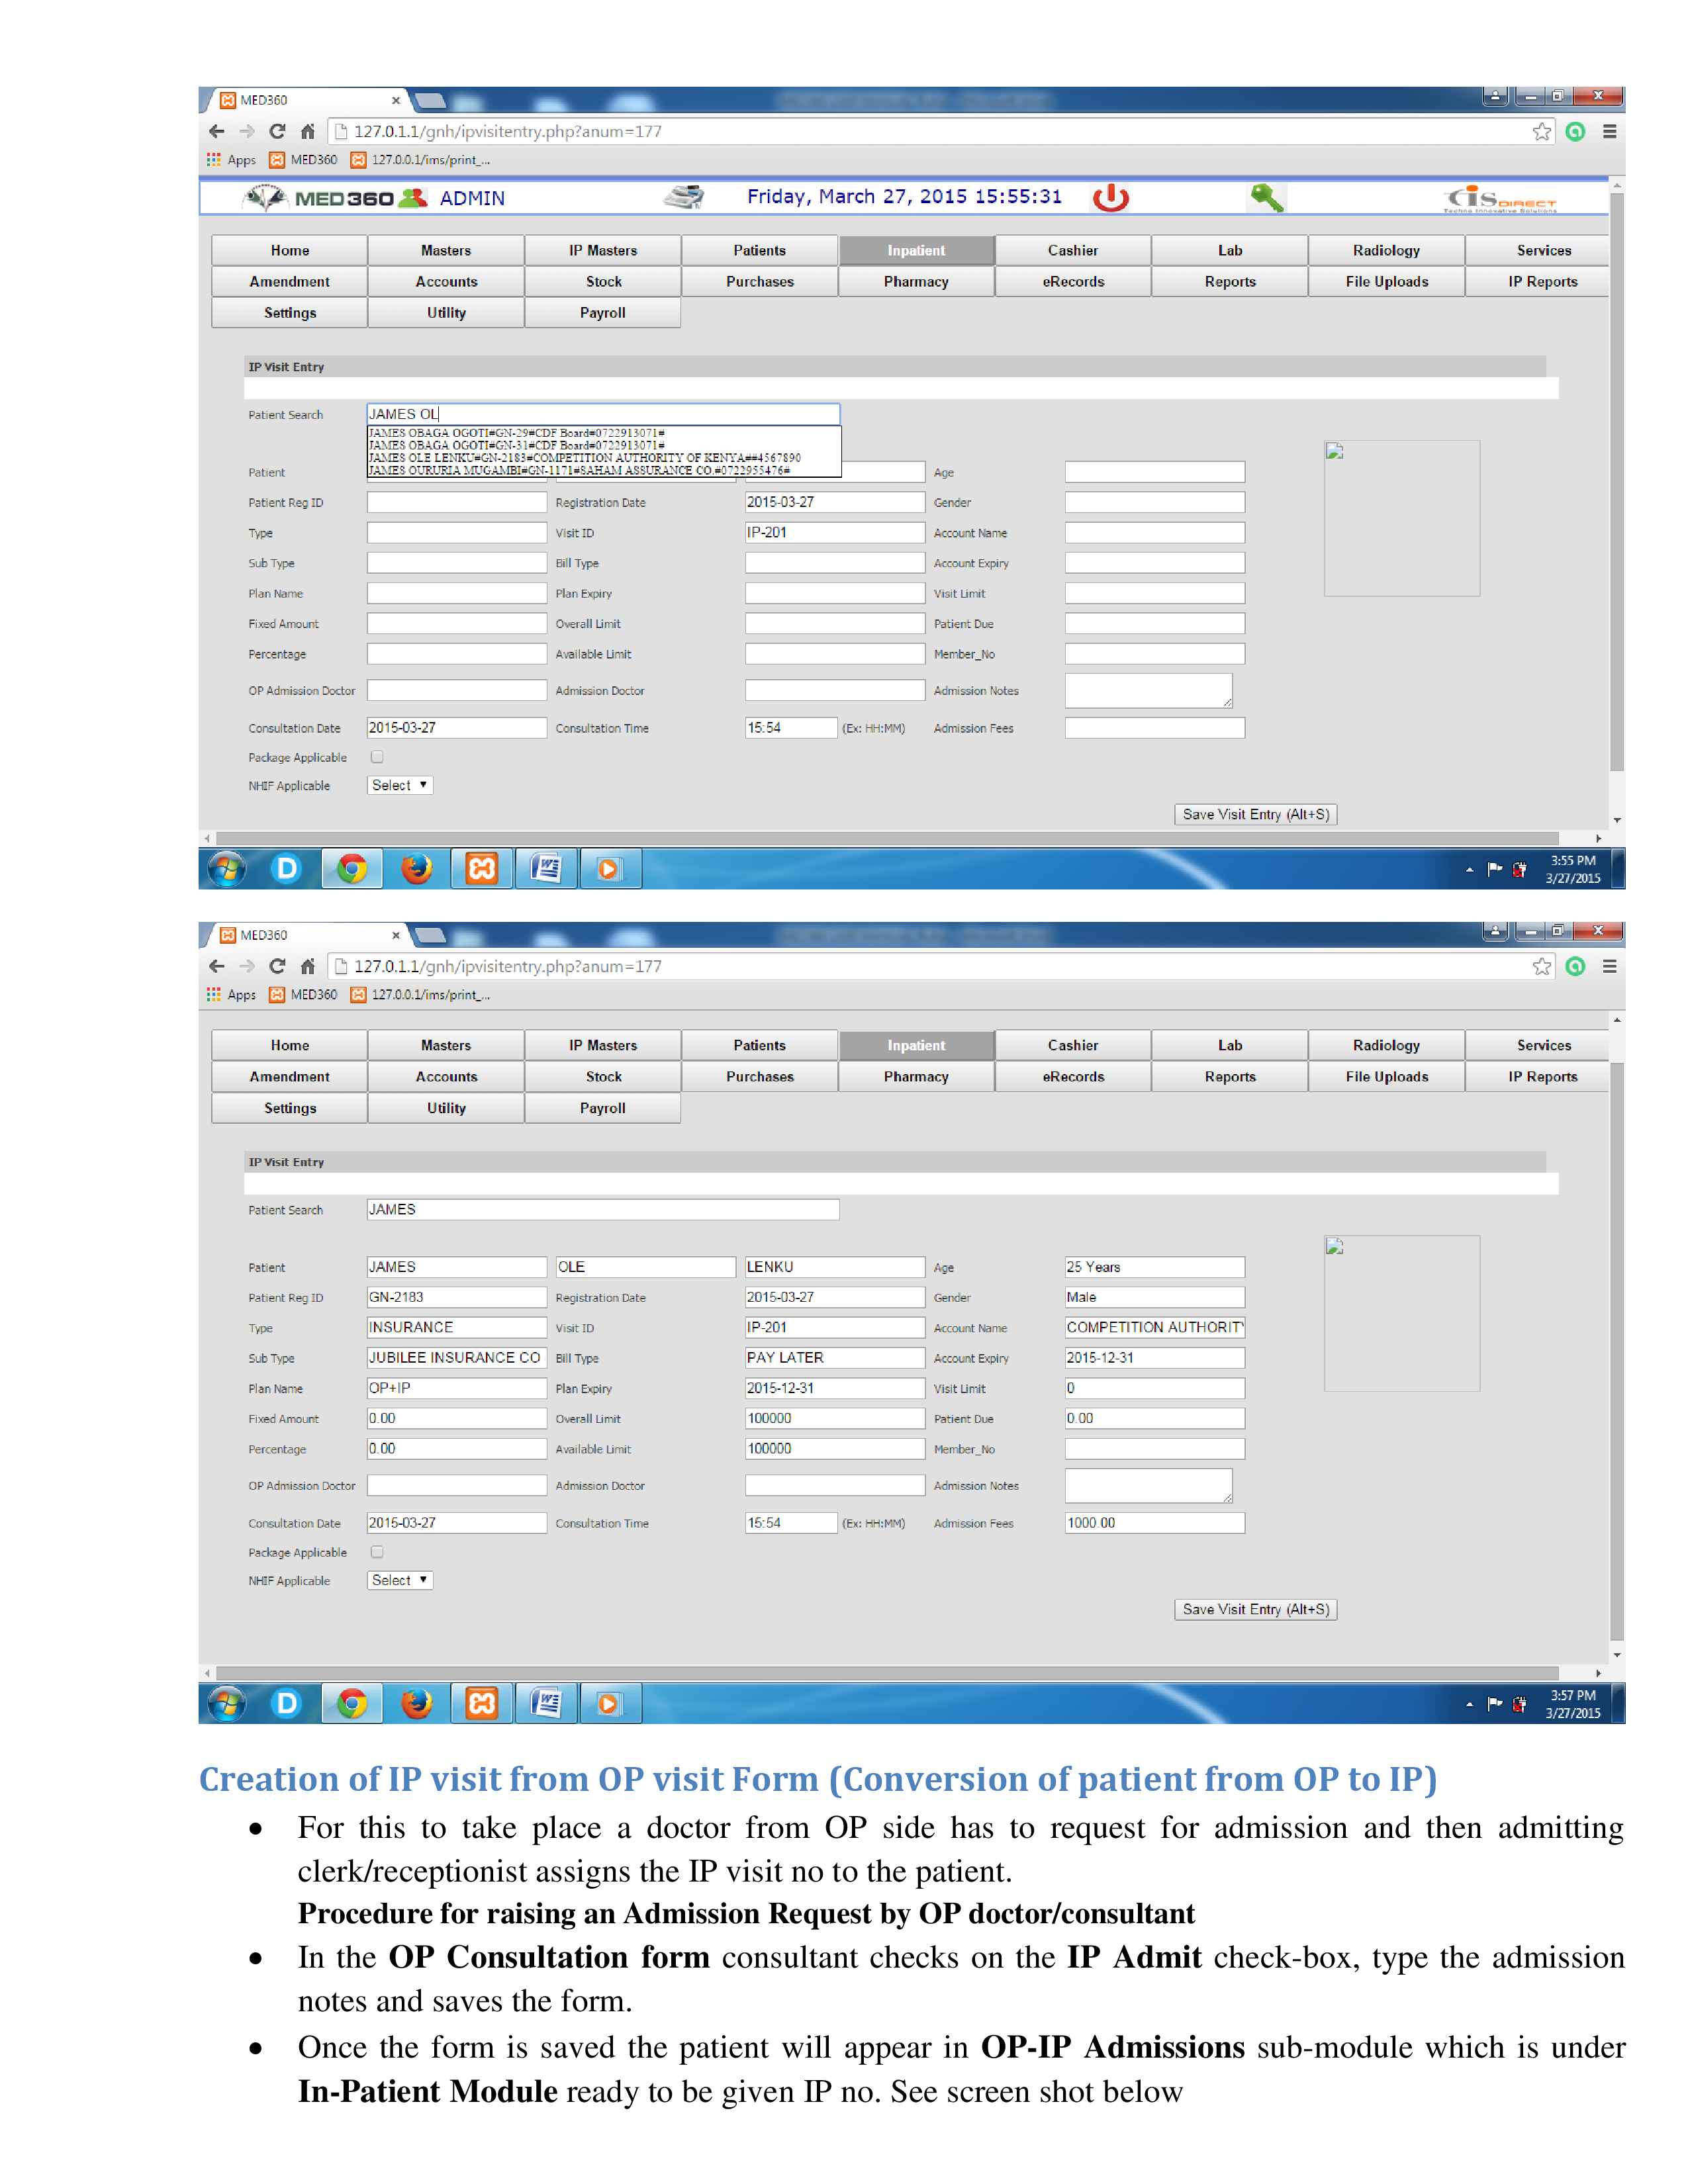 MED360
127.0.1.1/gnh/ipvisitentry.php?anum=177
Apps MED360 127.0.0.1/ims/print_...
MED360 ADMIN Friday, March 27, 2015 15:55:31 CIS DIRECT
Techno Innovative Solutions
Home Masters IP Masters Patients Inpatient Cashier Lab Radiology Services
Amendment Accounts Stock Purchases Pharmacy eRecords Reports File Uploads IP Reports
Settings Utility Payroll
IP Visit Entry
Patient Search JAMES OL
JAMES OBAGA OGOTI#GN-29#CDF Board#0722913071#
JAMES OBAGA OGOTI#GN-31#CDF Board#0722913071#
JAMES OLE LENKU#GN-2183#COMPETITION AUTHORITY OF KENYA##4567890
JAMES OURURIA MUGAMBI#GN-1171#SAHAM ASSURANCE CO.#0722955476#
Patient Age
Patient Reg ID Registration Date 2015-03-27 Gender
Type Visit ID IP-201 Account Name
Sub Type Bill Type Account Expiry
Plan Name Plan Expiry Visit Limit
Fixed Amount Overall Limit Patient Due
Percentage Available Limit Member_No
OP Admission Doctor Admission Doctor Admission Notes
Consultation Date 2015-03-27 Consultation Time 15:54 (Ex: HH:MM) Admission Fees
Package Applicable
NHIF Applicable Select
Save Visit Entry (Alt+S)
3:55 PM
3/27/2015
MED360
127.0.1.1/gnh/ipvisitentry.php?anum=177
Apps MED360 127.0.0.1/ims/print_...
Home Masters IP Masters Patients Inpatient Cashier Lab Radiology Services
Amendment Accounts Stock Purchases Pharmacy eRecords Reports File Uploads IP Reports
Settings Utility Payroll
IP Visit Entry
Patient Search JAMES
Patient JAMES OLE LENKU Age 25 Years
Patient Reg ID GN-2183 Registration Date 2015-03-27 Gender Male
Type INSURANCE Visit ID IP-201 Account Name COMPETITION AUTHORITY
Sub Type JUBILEE INSURANCE CO Bill Type PAY LATER Account Expiry 2015-12-31
Plan Name OP+IP Plan Expiry 2015-12-31 Visit Limit 0
Fixed Amount 0.00 Overall Limit 100000 Patient Due 0.00
Percentage 0.00 Available Limit 100000 Member_No
OP Admission Doctor Admission Doctor Admission Notes
Consultation Date 2015-03-27 Consultation Time 15:54 (Ex: HH:MM) Admission Fees 1000.00
Package Applicable
NHIF Applicable Select
Save Visit Entry (Alt+S)
3:57 PM
3/27/2015
Creation of IP visit from OP visit Form (Conversion of patient from OP to IP)
• For this to take place a doctor from OP side has to request for admission and then admitting
clerk/receptionist assigns the IP visit no to the patient.
Procedure for raising an Admission Request by OP doctor/consultant
• In the OP Consultation form consultant checks on the IP Admit check-box, type the admission
notes and saves the form.
• Once the form is saved the patient will appear in OP-IP Admissions sub-module which is under
In-Patient Module ready to be given IP no. See screen shot below